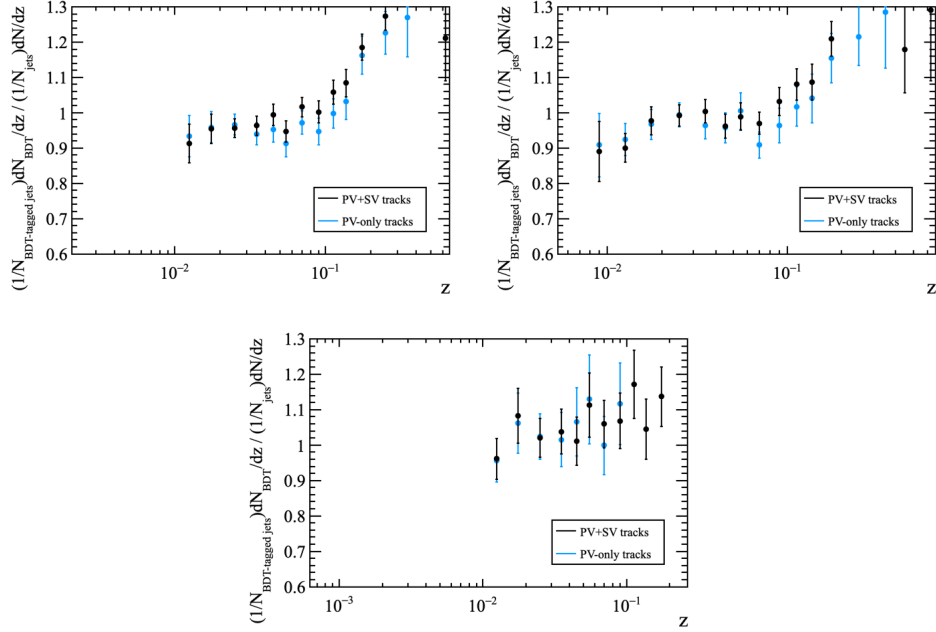 (1/N_BDT-tagged jets)dN_BDT/dz / (1/N_jets)dN/dz
1.3
1.2
1.1
1
0.9
0.8
0.7
0.6
PV+SV tracks
PV-only tracks
10⁻²
10⁻¹
z
(1/N_BDT-tagged jets)dN_BDT/dz / (1/N_jets)dN/dz
1.3
1.2
1.1
1
0.9
0.8
0.7
0.6
PV+SV tracks
PV-only tracks
10⁻²
10⁻¹
z
(1/N_BDT-tagged jets)dN_BDT/dz / (1/N_jets)dN/dz
1.3
1.2
1.1
1
0.9
0.8
0.7
0.6
PV+SV tracks
PV-only tracks
10⁻³
10⁻²
10⁻¹
z